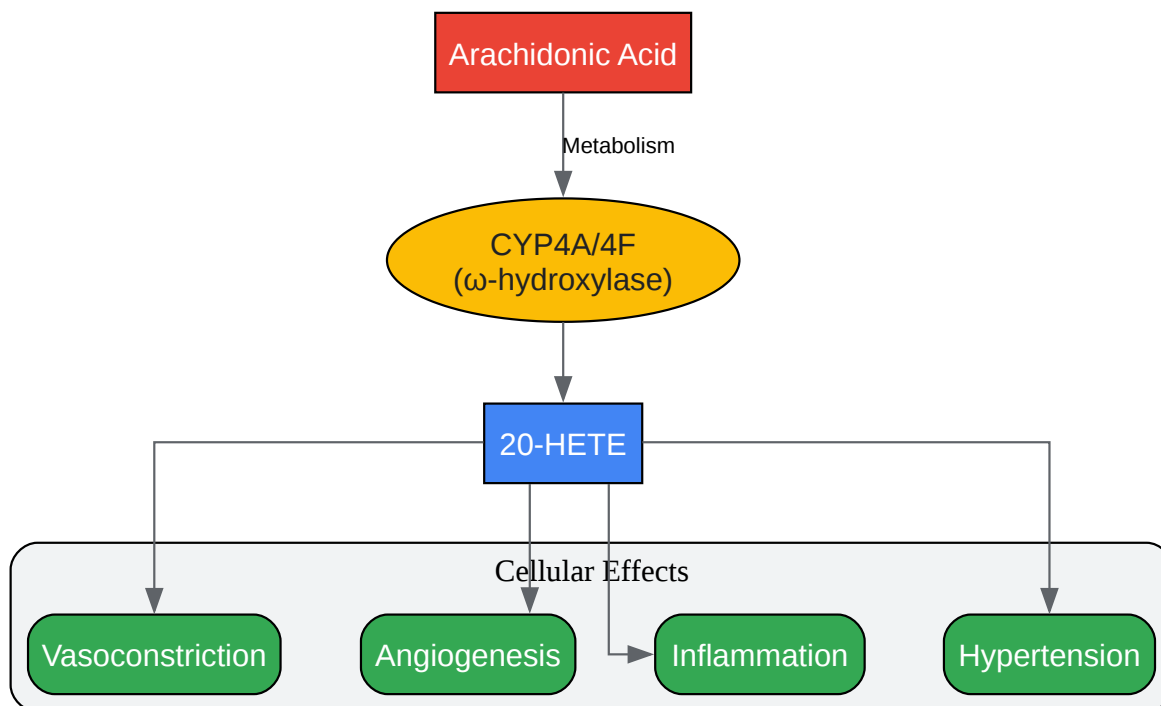 Arachidonic Acid
Metabolism
CYP4A/4F
(ω-hydroxylase)
20-HETE
Cellular Effects
Vasoconstriction
Angiogenesis
Inflammation
Hypertension